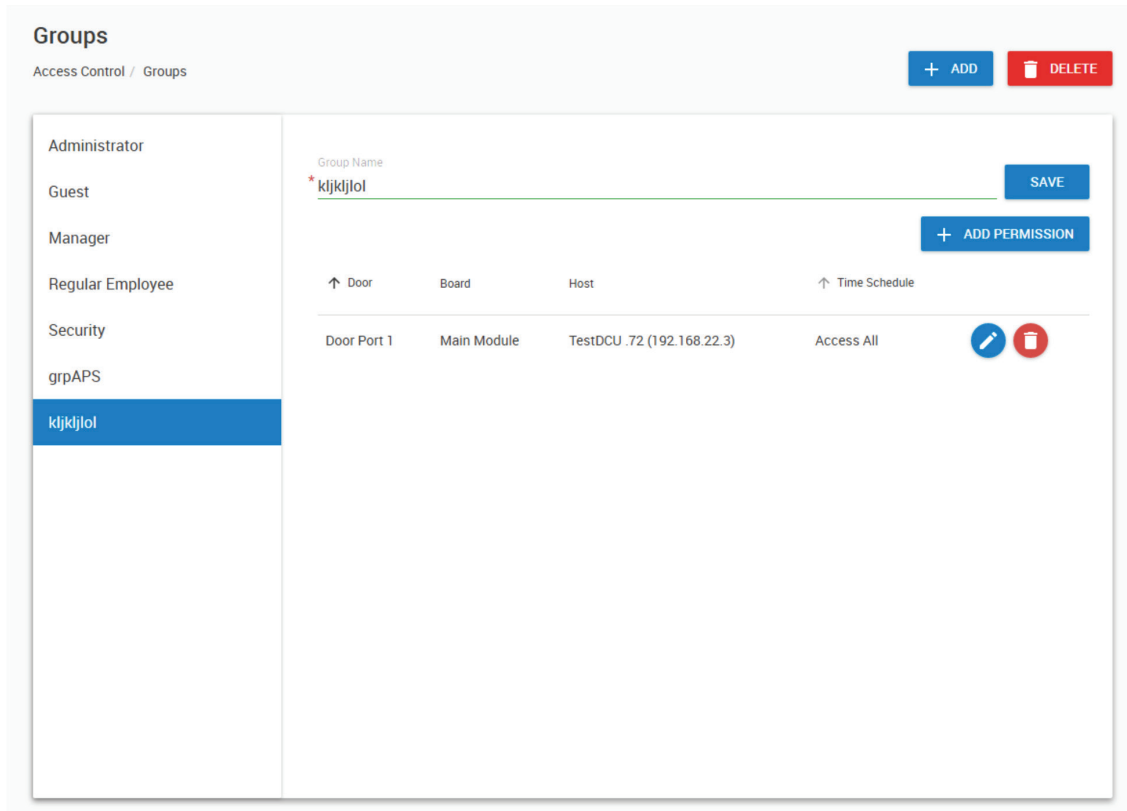 Groups
Access Control / Groups
+ ADD
DELETE
Administrator
Guest
Manager
Regular Employee
Security
grpAPS
kljkljlol
Group Name
* kljkljlol
SAVE
+ ADD PERMISSION
↑ Door Board Host ↑ Time Schedule
Door Port 1 Main Module TestDCU .72 (192.168.22.3) Access All